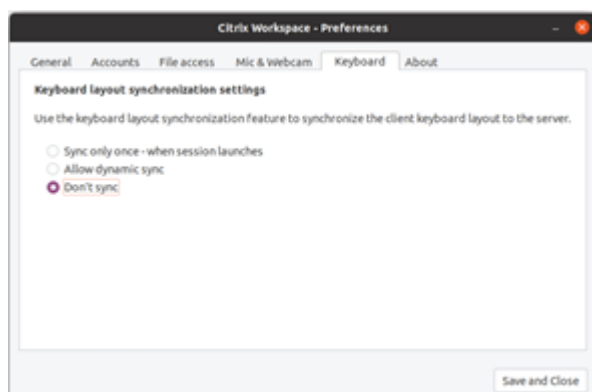 Citrix Workspace - Preferences
General Accounts File access Mic & Webcam Keyboard About
Keyboard layout synchronization settings
Use the keyboard layout synchronization feature to synchronize the client keyboard layout to the server.
Sync only once - when session launches
Allow dynamic sync
Don't sync
Save and Close